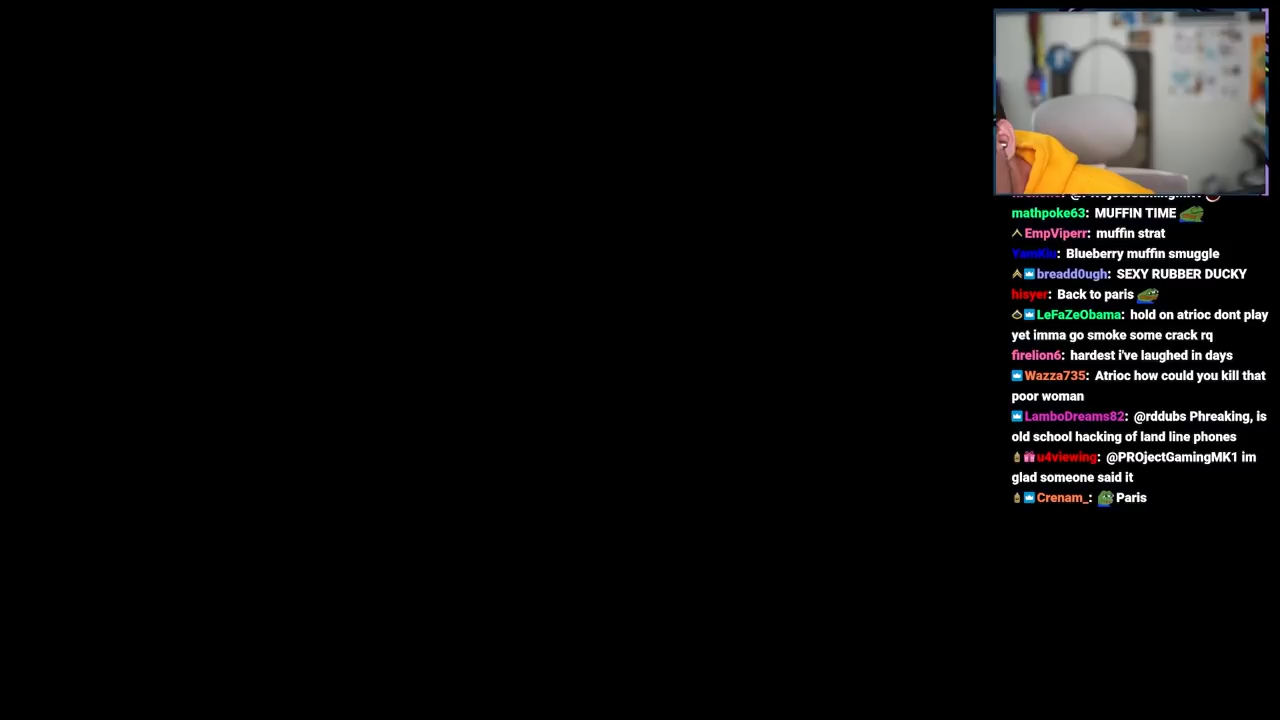 mathpoke63: MUFFIN TIME
EmpViperr: muffin strat
YamKiu: Blueberry muffin smuggle
breadd0ugh: SEXY RUBBER DUCKY
hisyer: Back to paris
LeFaZeObama: hold on atrioc dont play
yet imma go smoke some crack rq
firelion6: hardest i've laughed in days
Wazza735: Atrioc how could you kill that
poor woman
LamboDreams82: @rddubs Phreaking, is
old school hacking of land line phones
u4viewing: @PROjectGamingMK1 im
glad someone said it
Crenam_: Paris